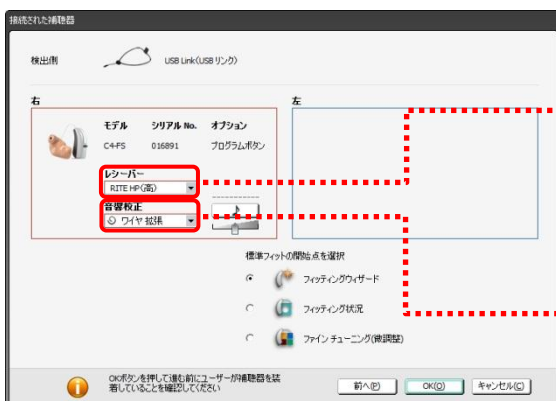 接続された補聴器
検出側
USB Link(USB リンク)
右
モデル シリアル No. オプション
C4-FS 016891 プログラムボタン
レシーバー
RITE HP(高)
音響校正
ワイヤ 拡張
左
標準フィットの開始点を選択
フィッティングウィザード
フィッティング状況
ファイン チューニング(微調整)
OKボタンを押して進む前にユーザーが補聴器を装
着していることを確認してください
前へ(P) OK(O) キャンセル(C)